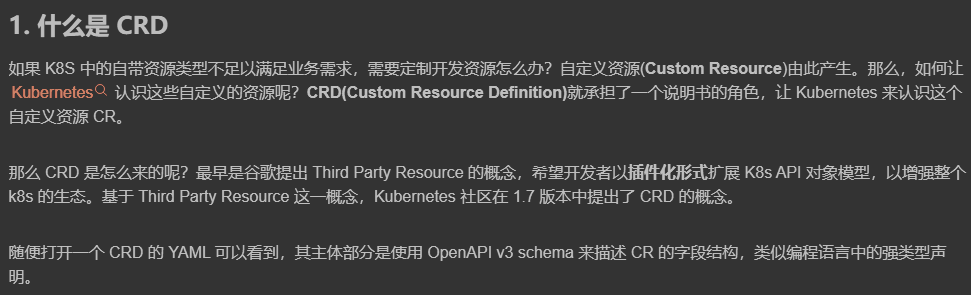 1. 什么是 CRD
如果 K8S 中的自带资源类型不足以满足业务需求，需要定制开发资源怎么办？自定义资源(Custom Resource)由此产生。那么，如何让
Kubernetes 认识这些自定义的资源呢？CRD(Custom Resource Definition)就承担了一个说明书的角色，让 Kubernetes 来认识这个
自定义资源 CR。
那么 CRD 是怎么来的呢？最早是谷歌提出 Third Party Resource 的概念，希望开发者以插件化形式扩展 K8s API 对象模型，以增强整个
k8s 的生态。基于 Third Party Resource 这一概念，Kubernetes 社区在 1.7 版本中提出了 CRD 的概念。
随便打开一个 CRD 的 YAML 可以看到，其主体部分是使用 OpenAPI v3 schema 来描述 CR 的字段结构，类似编程语言中的强类型声
明。